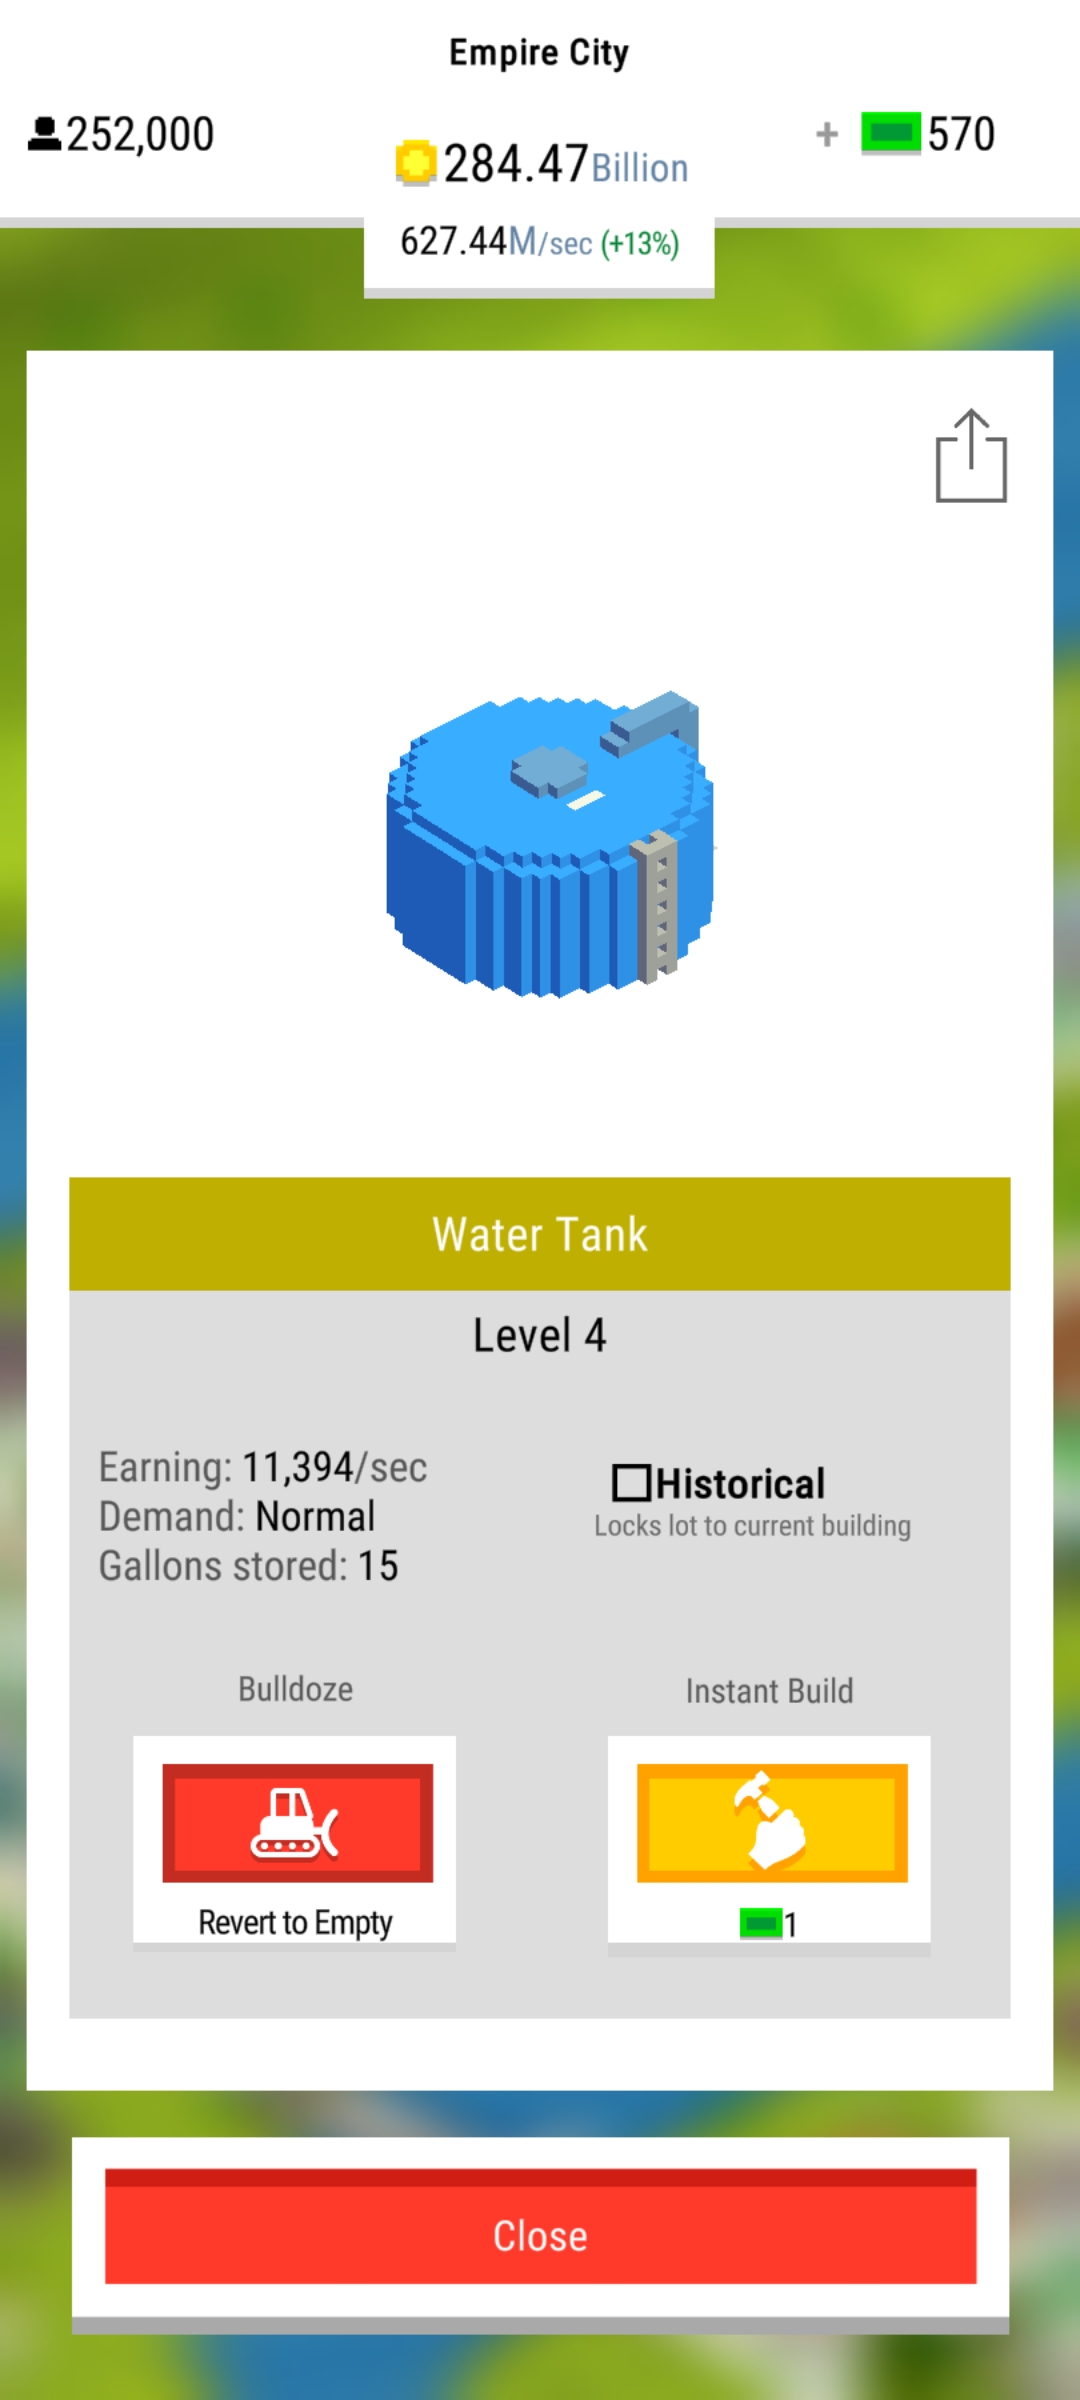 Empire City
252,000
284.47Billion
+ 570
627.44M/sec (+13%)
Water Tank
Level 4
Earning: 11,394/sec
Demand: Normal
Gallons stored: 15
Historical
Locks lot to current building
Bulldoze
Instant Build
Revert to Empty
1
Close